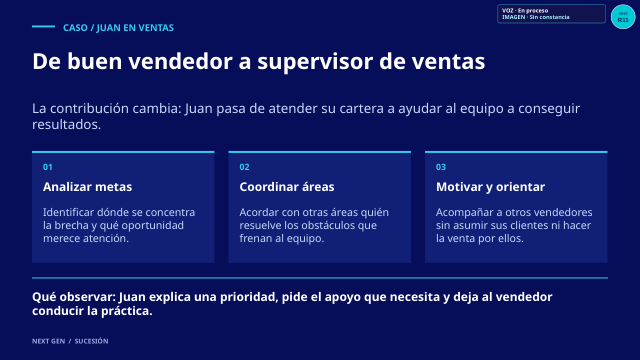 VOZ · En proceso
IMAGEN · Sin constancia
R11
CASO / JUAN EN VENTAS
De buen vendedor a supervisor de ventas
La contribución cambia: Juan pasa de atender su cartera a ayudar al equipo a conseguir
resultados.
01
Analizar metas
Identificar dónde se concentra
la brecha y qué oportunidad
merece atención.
02
Coordinar áreas
Acordar con otras áreas quién
resuelve los obstáculos que
frenan al equipo.
03
Motivar y orientar
Acompañar a otros vendedores
sin asumir sus clientes ni hacer
la venta por ellos.
Qué observar: Juan explica una prioridad, pide el apoyo que necesita y deja al vendedor
conducir la práctica.
NEXT GEN / SUCESIÓN